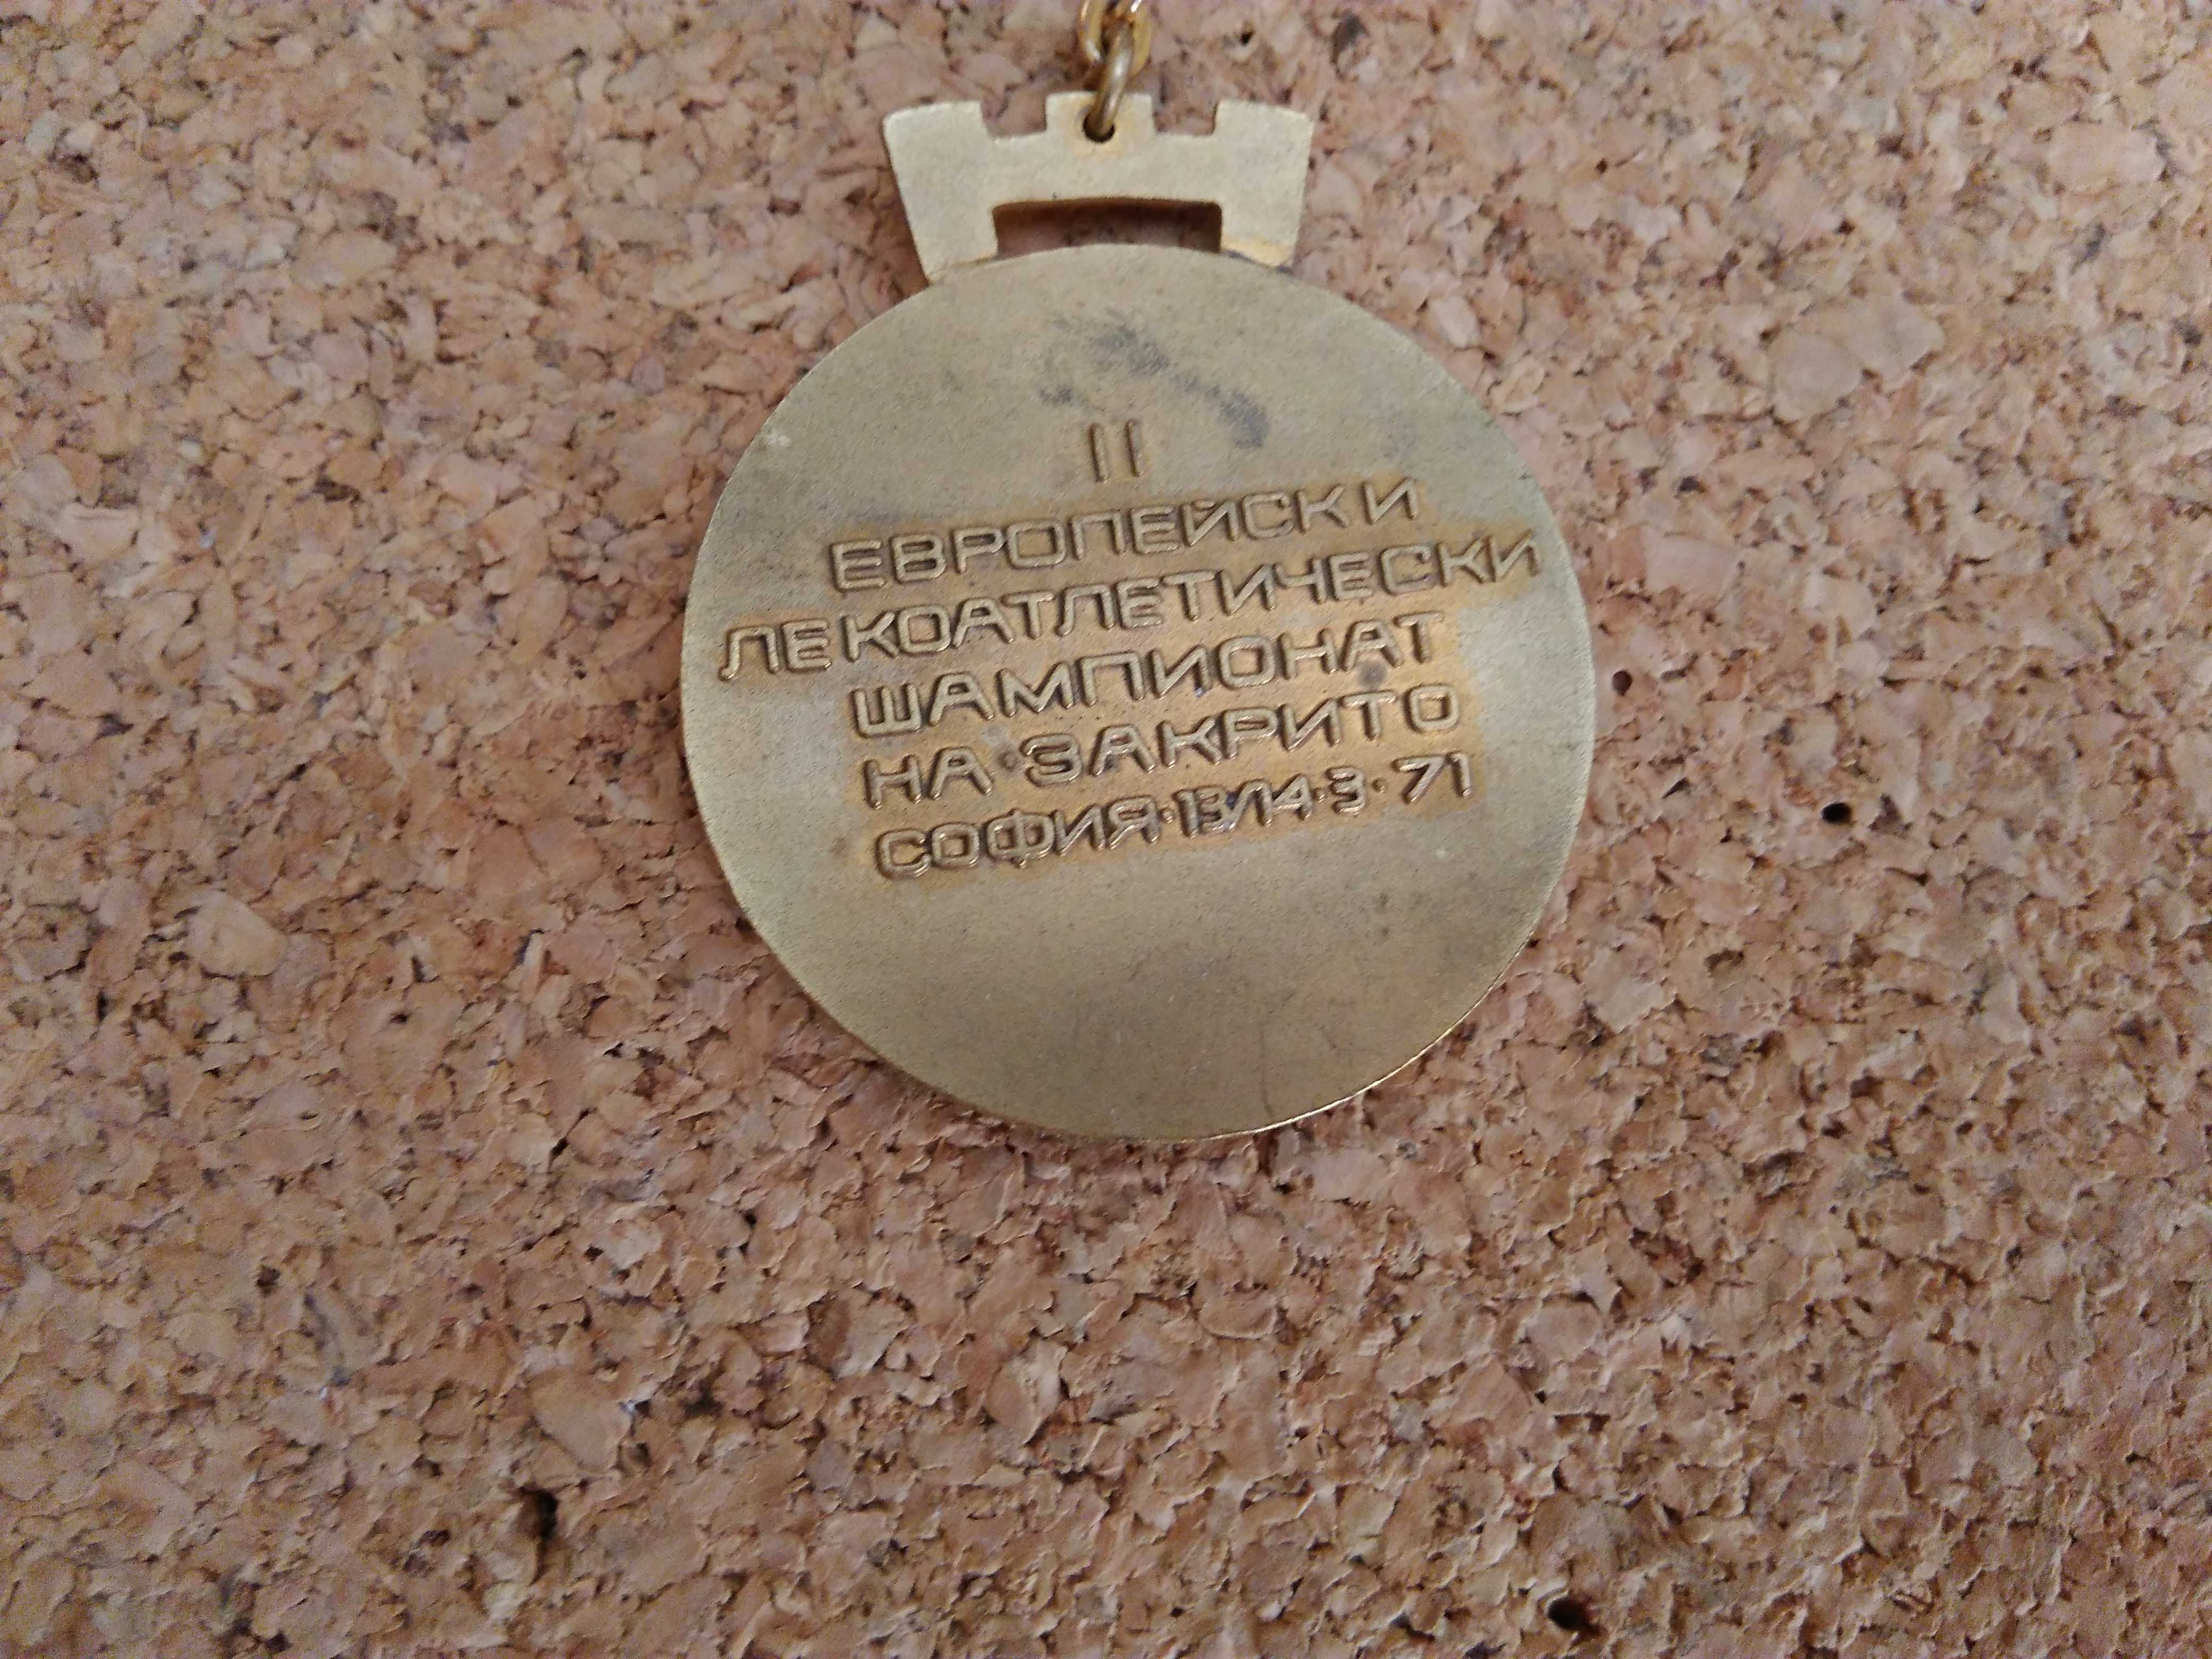 II
ЕВРОПЕЙСКИ
ЛЕКОАТЛЕТИЧЕСКИ
ШАМПИОНАТ
НА·ЗАКРИТО
СОФИЯ·13/14·3·71